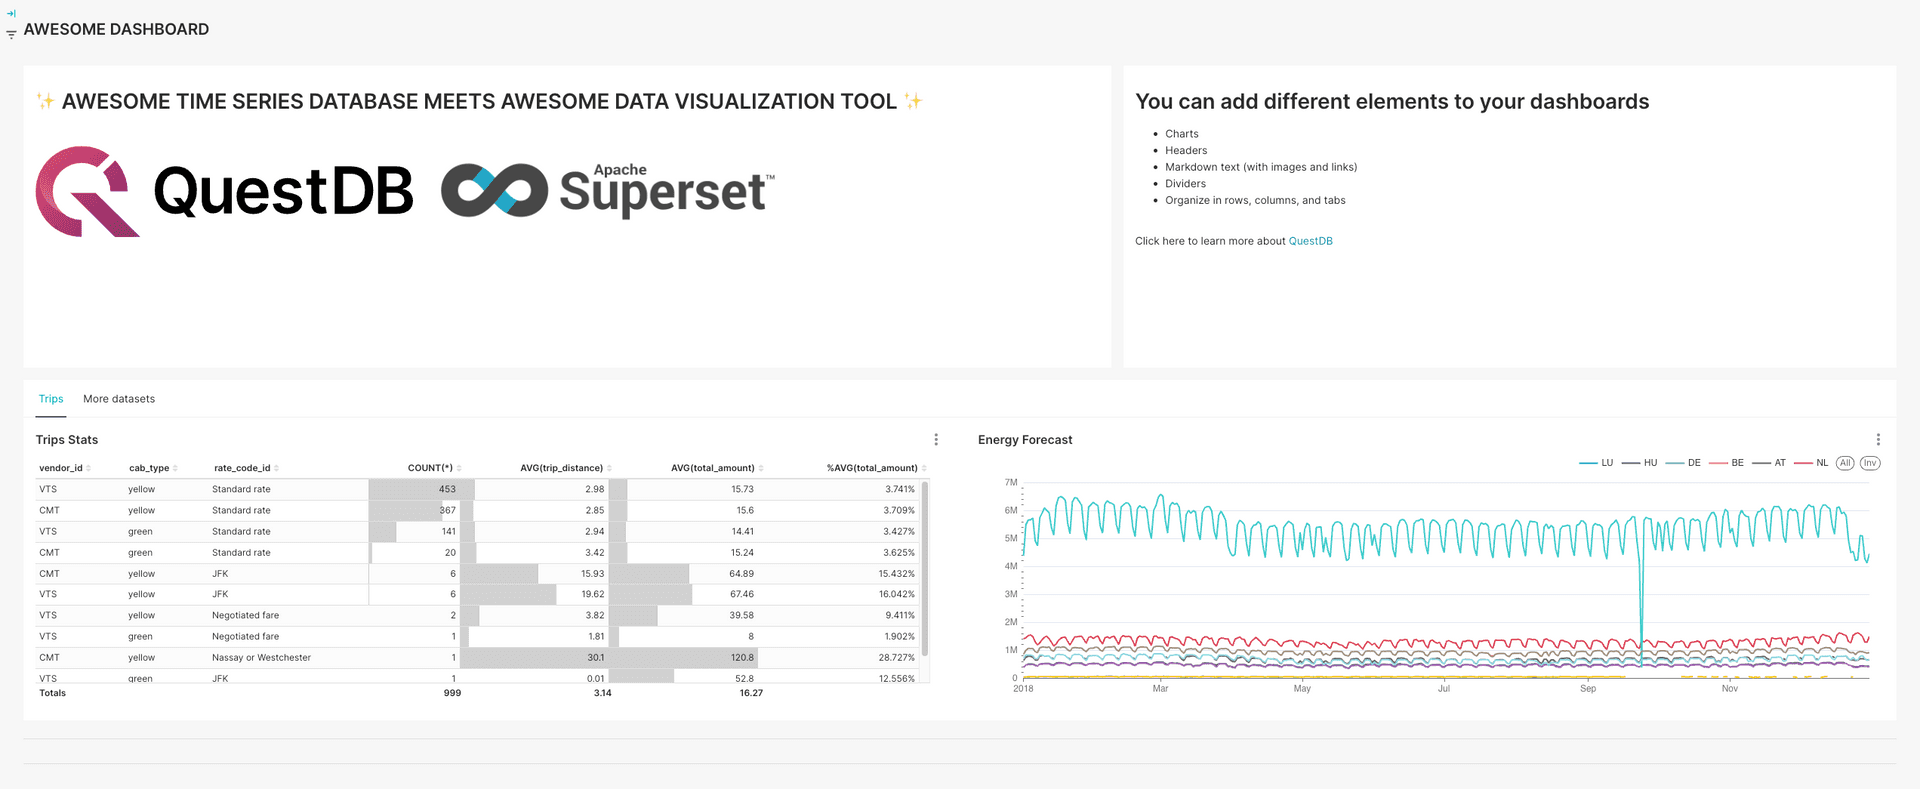 AWESOME DASHBOARD
✨ AWESOME TIME SERIES DATABASE MEETS AWESOME DATA VISUALIZATION TOOL ✨
QuestDB
Apache
Superset™
You can add different elements to your dashboards
• Charts
• Headers
• Markdown text (with images and links)
• Dividers
• Organize in rows, columns, and tabs
Click here to learn more about QuestDB
Trips More datasets
Trips Stats
vendor_id cab_type rate_code_id COUNT(*) AVG(trip_distance) AVG(total_amount) %AVG(total_amount)
VTS yellow Standard rate 453 2.98 15.73 3.741%
CMT yellow Standard rate 367 2.85 15.6 3.709%
VTS green Standard rate 141 2.94 14.41 3.427%
CMT green Standard rate 20 3.42 15.24 3.625%
CMT yellow JFK 6 15.93 64.89 15.432%
VTS yellow JFK 6 19.62 67.46 16.042%
VTS yellow Negotiated fare 2 3.82 39.58 9.411%
VTS green Negotiated fare 1 1.81 8 1.902%
CMT yellow Nassay or Westchester 1 30.1 120.8 28.727%
VTS green JFK 1 0.01 52.8 12.556%
Totals 999 3.14 16.27
Energy Forecast
LU HU DE BE AT NL All Inv
7M
6M
5M
4M
3M
2M
1M
0
2018 Mar May Jul Sep Nov